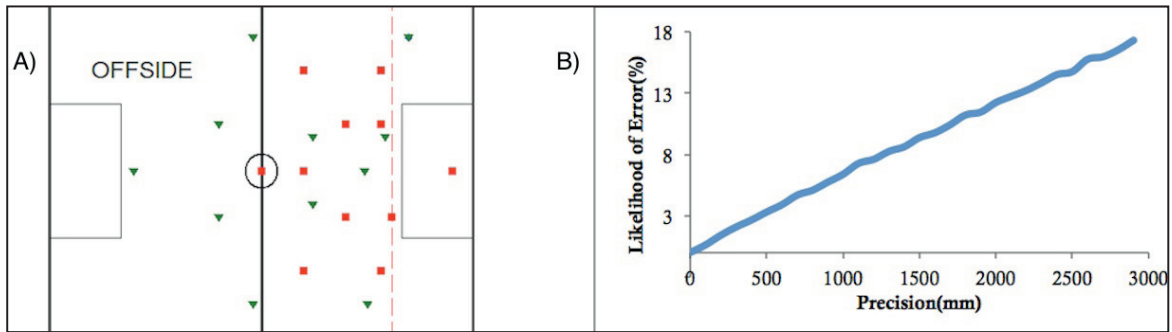 A)
OFFSIDE
B)
18
13
8
3
Likelihood of Error(%)
0
500
1000
1500
2000
2500
3000
Precision(mm)